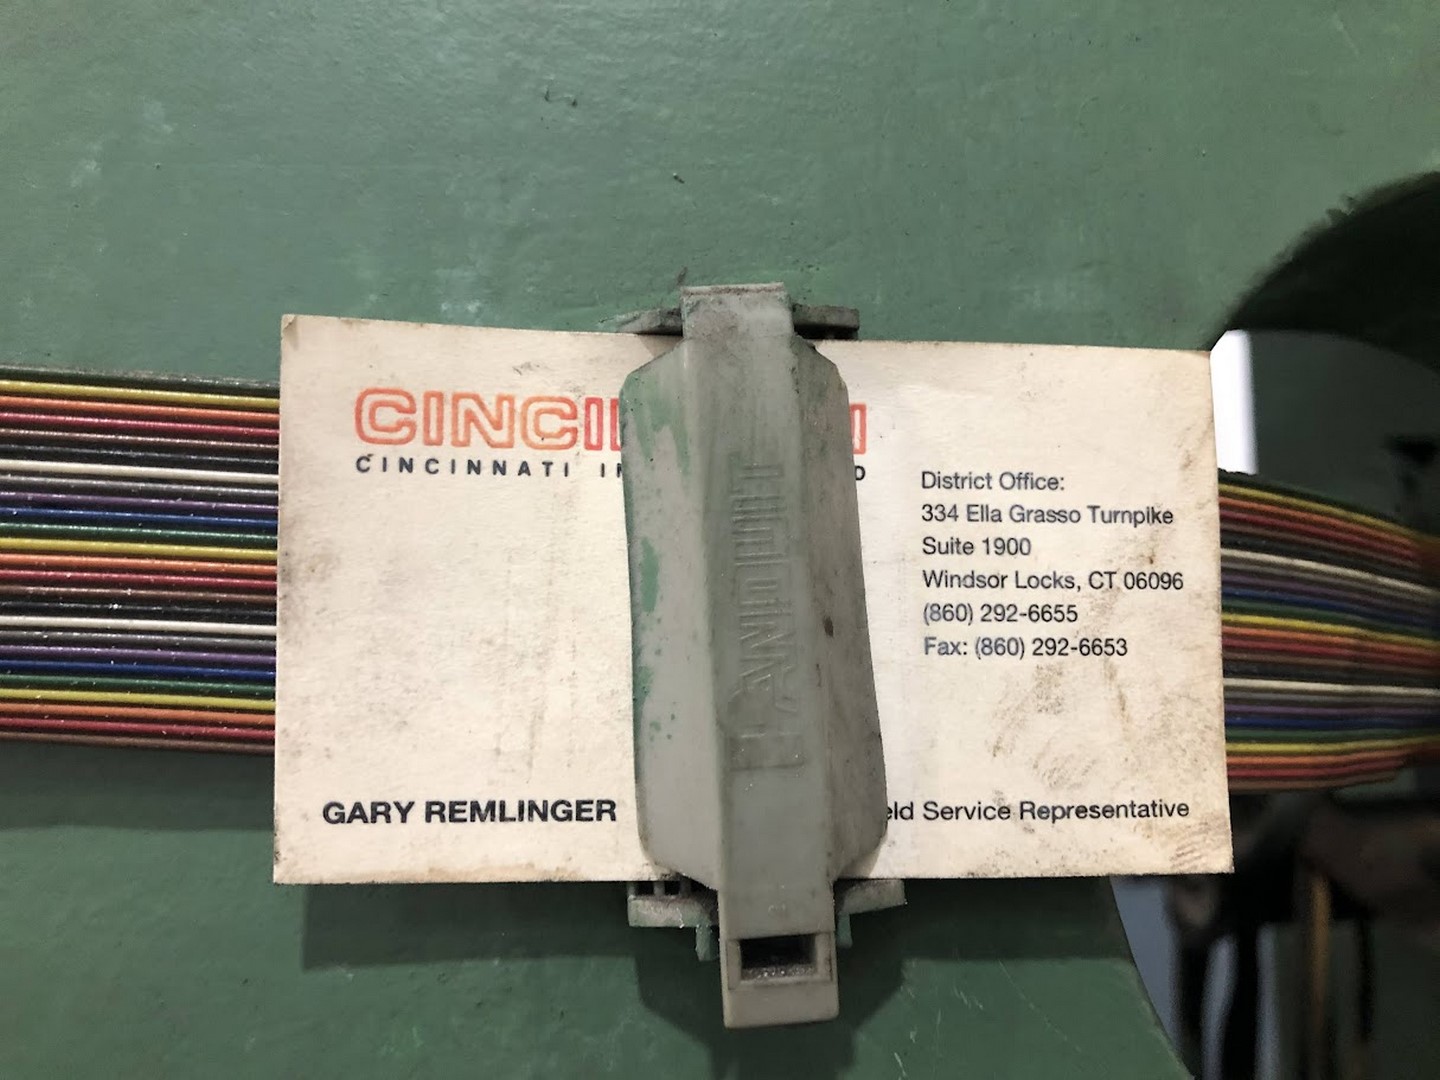 CINCI
CINCINNATI
District Office:
334 Ella Grasso Turnpike
Suite 1900
Windsor Locks, CT 06096
(860) 292-6655
Fax: (860) 292-6653
GARY REMLINGER
eld Service Representative